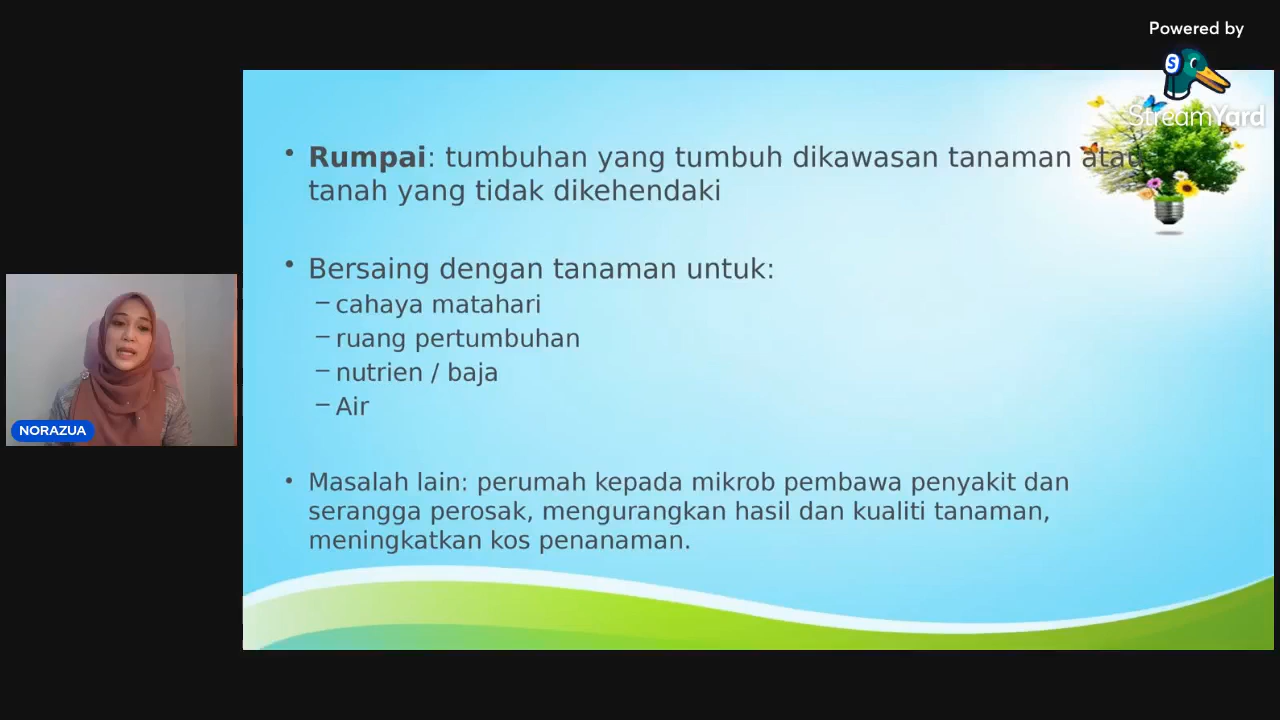 Powered by
StreamYard
• Rumpai: tumbuhan yang tumbuh dikawasan tanaman atau
tanah yang tidak dikehendaki
• Bersaing dengan tanaman untuk:
– cahaya matahari
– ruang pertumbuhan
– nutrien / baja
– Air
• Masalah lain: perumah kepada mikrob pembawa penyakit dan
serangga perosak, mengurangkan hasil dan kualiti tanaman,
meningkatkan kos penanaman.
NORAZUA